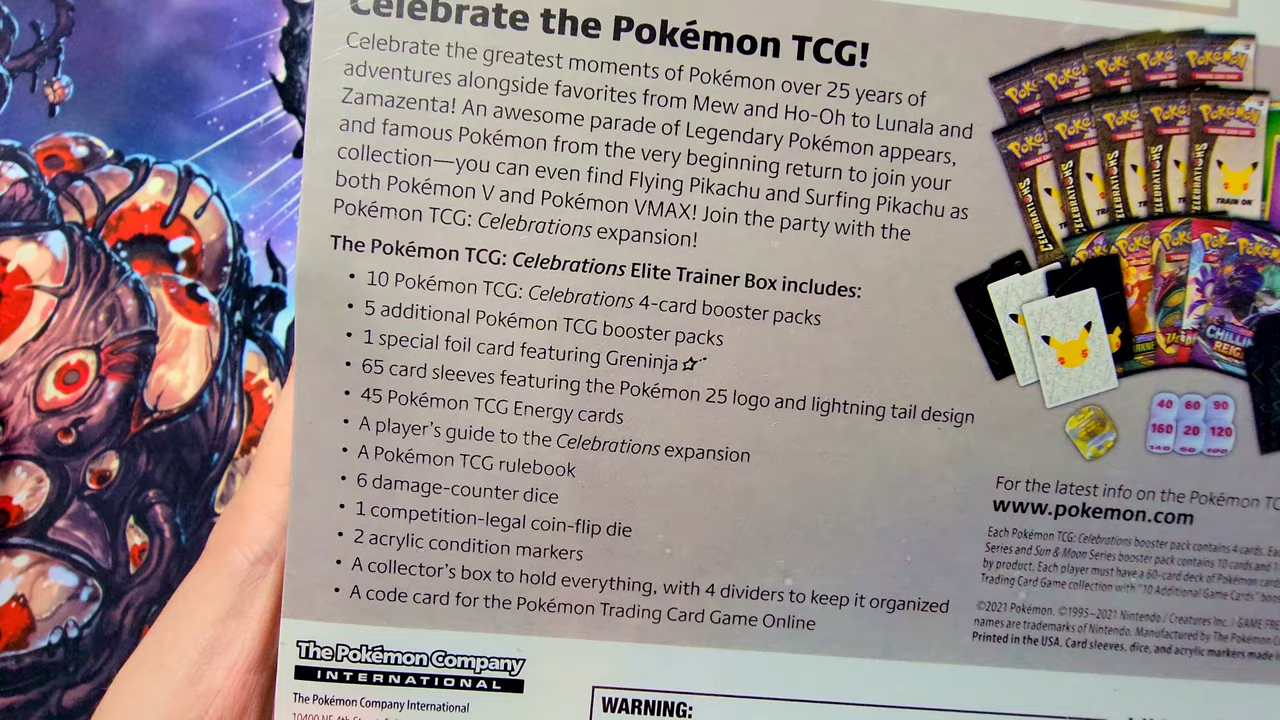 Celebrate the Pokémon TCG!
Celebrate the greatest moments of Pokémon over 25 years of
adventures alongside favorites from Mew and Ho-Oh to Lunala and
Zamazenta! An awesome parade of Legendary Pokémon appears,
and famous Pokémon from the very beginning return to join your
collection—you can even find Flying Pikachu and Surfing Pikachu as
both Pokémon V and Pokémon VMAX! Join the party with the
Pokémon TCG: Celebrations expansion!
The Pokémon TCG: Celebrations Elite Trainer Box includes:
• 10 Pokémon TCG: Celebrations 4-card booster packs
• 5 additional Pokémon TCG booster packs
• 1 special foil card featuring Greninja ☆
• 65 card sleeves featuring the Pokémon 25 logo and lightning tail design
• 45 Pokémon TCG Energy cards
• A player's guide to the Celebrations expansion
• A Pokémon TCG rulebook
• 6 damage-counter dice
• 1 competition-legal coin-flip die
• 2 acrylic condition markers
• A collector's box to hold everything, with 4 dividers to keep it organized
• A code card for the Pokémon Trading Card Game Online
The Pokémon Company
INTERNATIONAL
The Pokémon Company International
WARNING:
Pokémon
CELEBRATIONS
TRAIN ON
CHILLIN
REIG
40 60 90
160 20 120
For the latest info on the Pokémon TC
www.pokemon.com
Each Pokémon TCG: Celebrations booster pack contains 4 cards. Ea
Series and Sun & Moon Series booster pack contains 10 cards and 1
by product. Each player must have a 60-card deck of Pokémon card
Trading Card Game collection with "10 Additional Game Cards" boo
©2021 Pokémon. ©1995–2021 Nintendo / Creatures Inc. / GAME FRE
names are trademarks of Nintendo. Manufactured by The Pokémon C
Printed in the USA. Card sleeves, dice, and acrylic markers made i